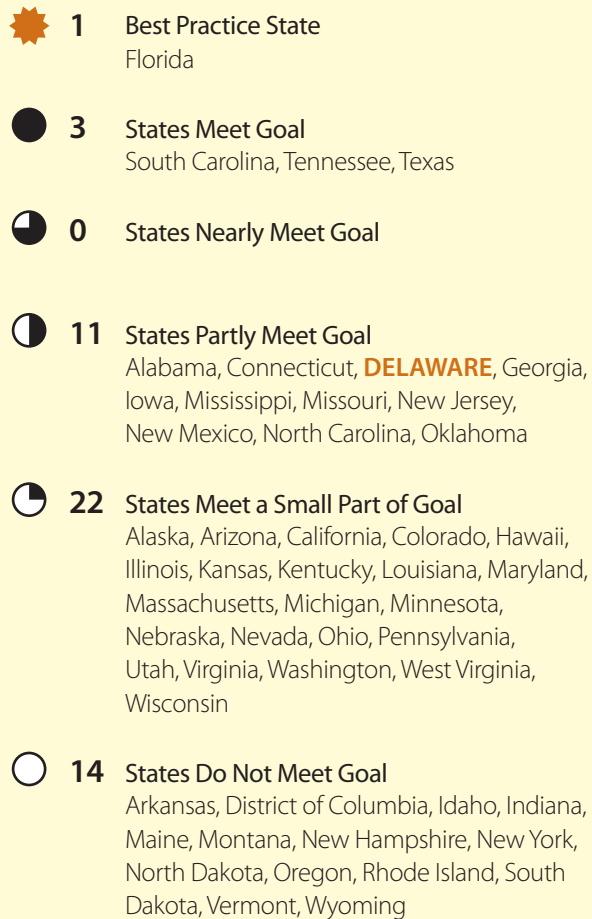 1 Best Practice State
Florida
3 States Meet Goal
South Carolina, Tennessee, Texas
0 States Nearly Meet Goal
11 States Partly Meet Goal
Alabama, Connecticut, DELAWARE, Georgia,
Iowa, Mississippi, Missouri, New Jersey,
New Mexico, North Carolina, Oklahoma
22 States Meet a Small Part of Goal
Alaska, Arizona, California, Colorado, Hawaii,
Illinois, Kansas, Kentucky, Louisiana, Maryland,
Massachusetts, Michigan, Minnesota,
Nebraska, Nevada, Ohio, Pennsylvania,
Utah, Virginia, Washington, West Virginia,
Wisconsin
14 States Do Not Meet Goal
Arkansas, District of Columbia, Idaho, Indiana,
Maine, Montana, New Hampshire, New York,
North Dakota, Oregon, Rhode Island, South
Dakota, Vermont, Wyoming